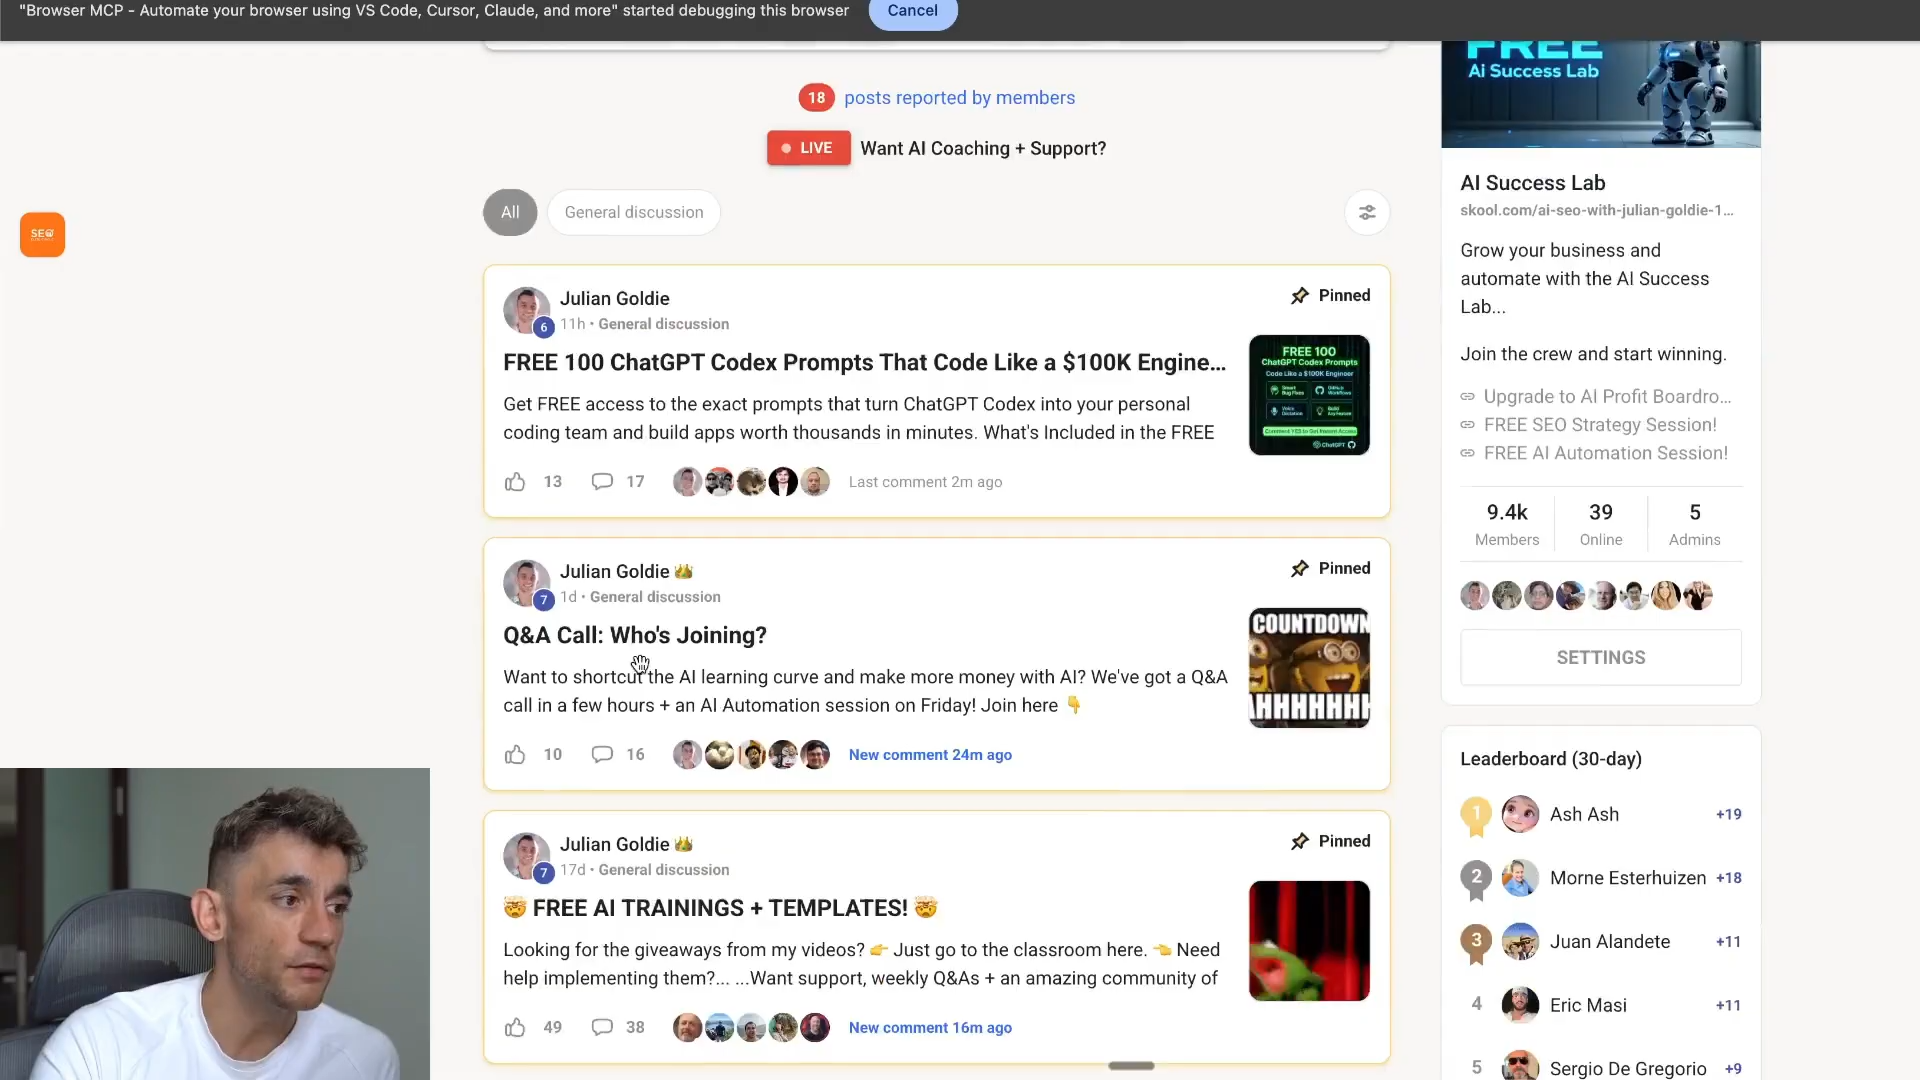 "Browser MCP - Automate your browser using VS Code, Cursor, Claude, and more" started debugging this browser
Cancel
18 posts reported by members
LIVE Want AI Coaching + Support?
All
General discussion
SEO
Julian Goldie
Pinned
6
11h • General discussion
FREE 100 ChatGPT Codex Prompts That Code Like a $100K Engine...
Get FREE access to the exact prompts that turn ChatGPT Codex into your personal
coding team and build apps worth thousands in minutes. What's Included in the FREE
FREE 100
ChatGPT Codex Prompts
Code Like a $100K Engineer
ChatGPT
13
17
Last comment 2m ago
Julian Goldie
Pinned
7
1d • General discussion
Q&A Call: Who's Joining?
Want to shortcut the AI learning curve and make more money with AI? We've got a Q&A
call in a few hours + an AI Automation session on Friday! Join here 👇
COUNTDOWN
AHHHHHHH
10
16
New comment 24m ago
Julian Goldie
Pinned
7
17d • General discussion
🤯 FREE AI TRAININGS + TEMPLATES! 🤯
Looking for the giveaways from my videos? 👉 Just go to the classroom here. 👈 Need
help implementing them?... ...Want support, weekly Q&As + an amazing community of
49
38
New comment 16m ago
FREE
Ai Success Lab
AI Success Lab
skool.com/ai-seo-with-julian-goldie-1...
Grow your business and
automate with the AI Success
Lab...
Join the crew and start winning.
Upgrade to AI Profit Boardro...
FREE SEO Strategy Session!
FREE AI Automation Session!
9.4k
Members
39
Online
5
Admins
SETTINGS
Leaderboard (30-day)
1 Ash Ash +19
2 Morne Esterhuizen +18
3 Juan Alandete +11
4 Eric Masi +11
5 Sergio De Gregorio +9